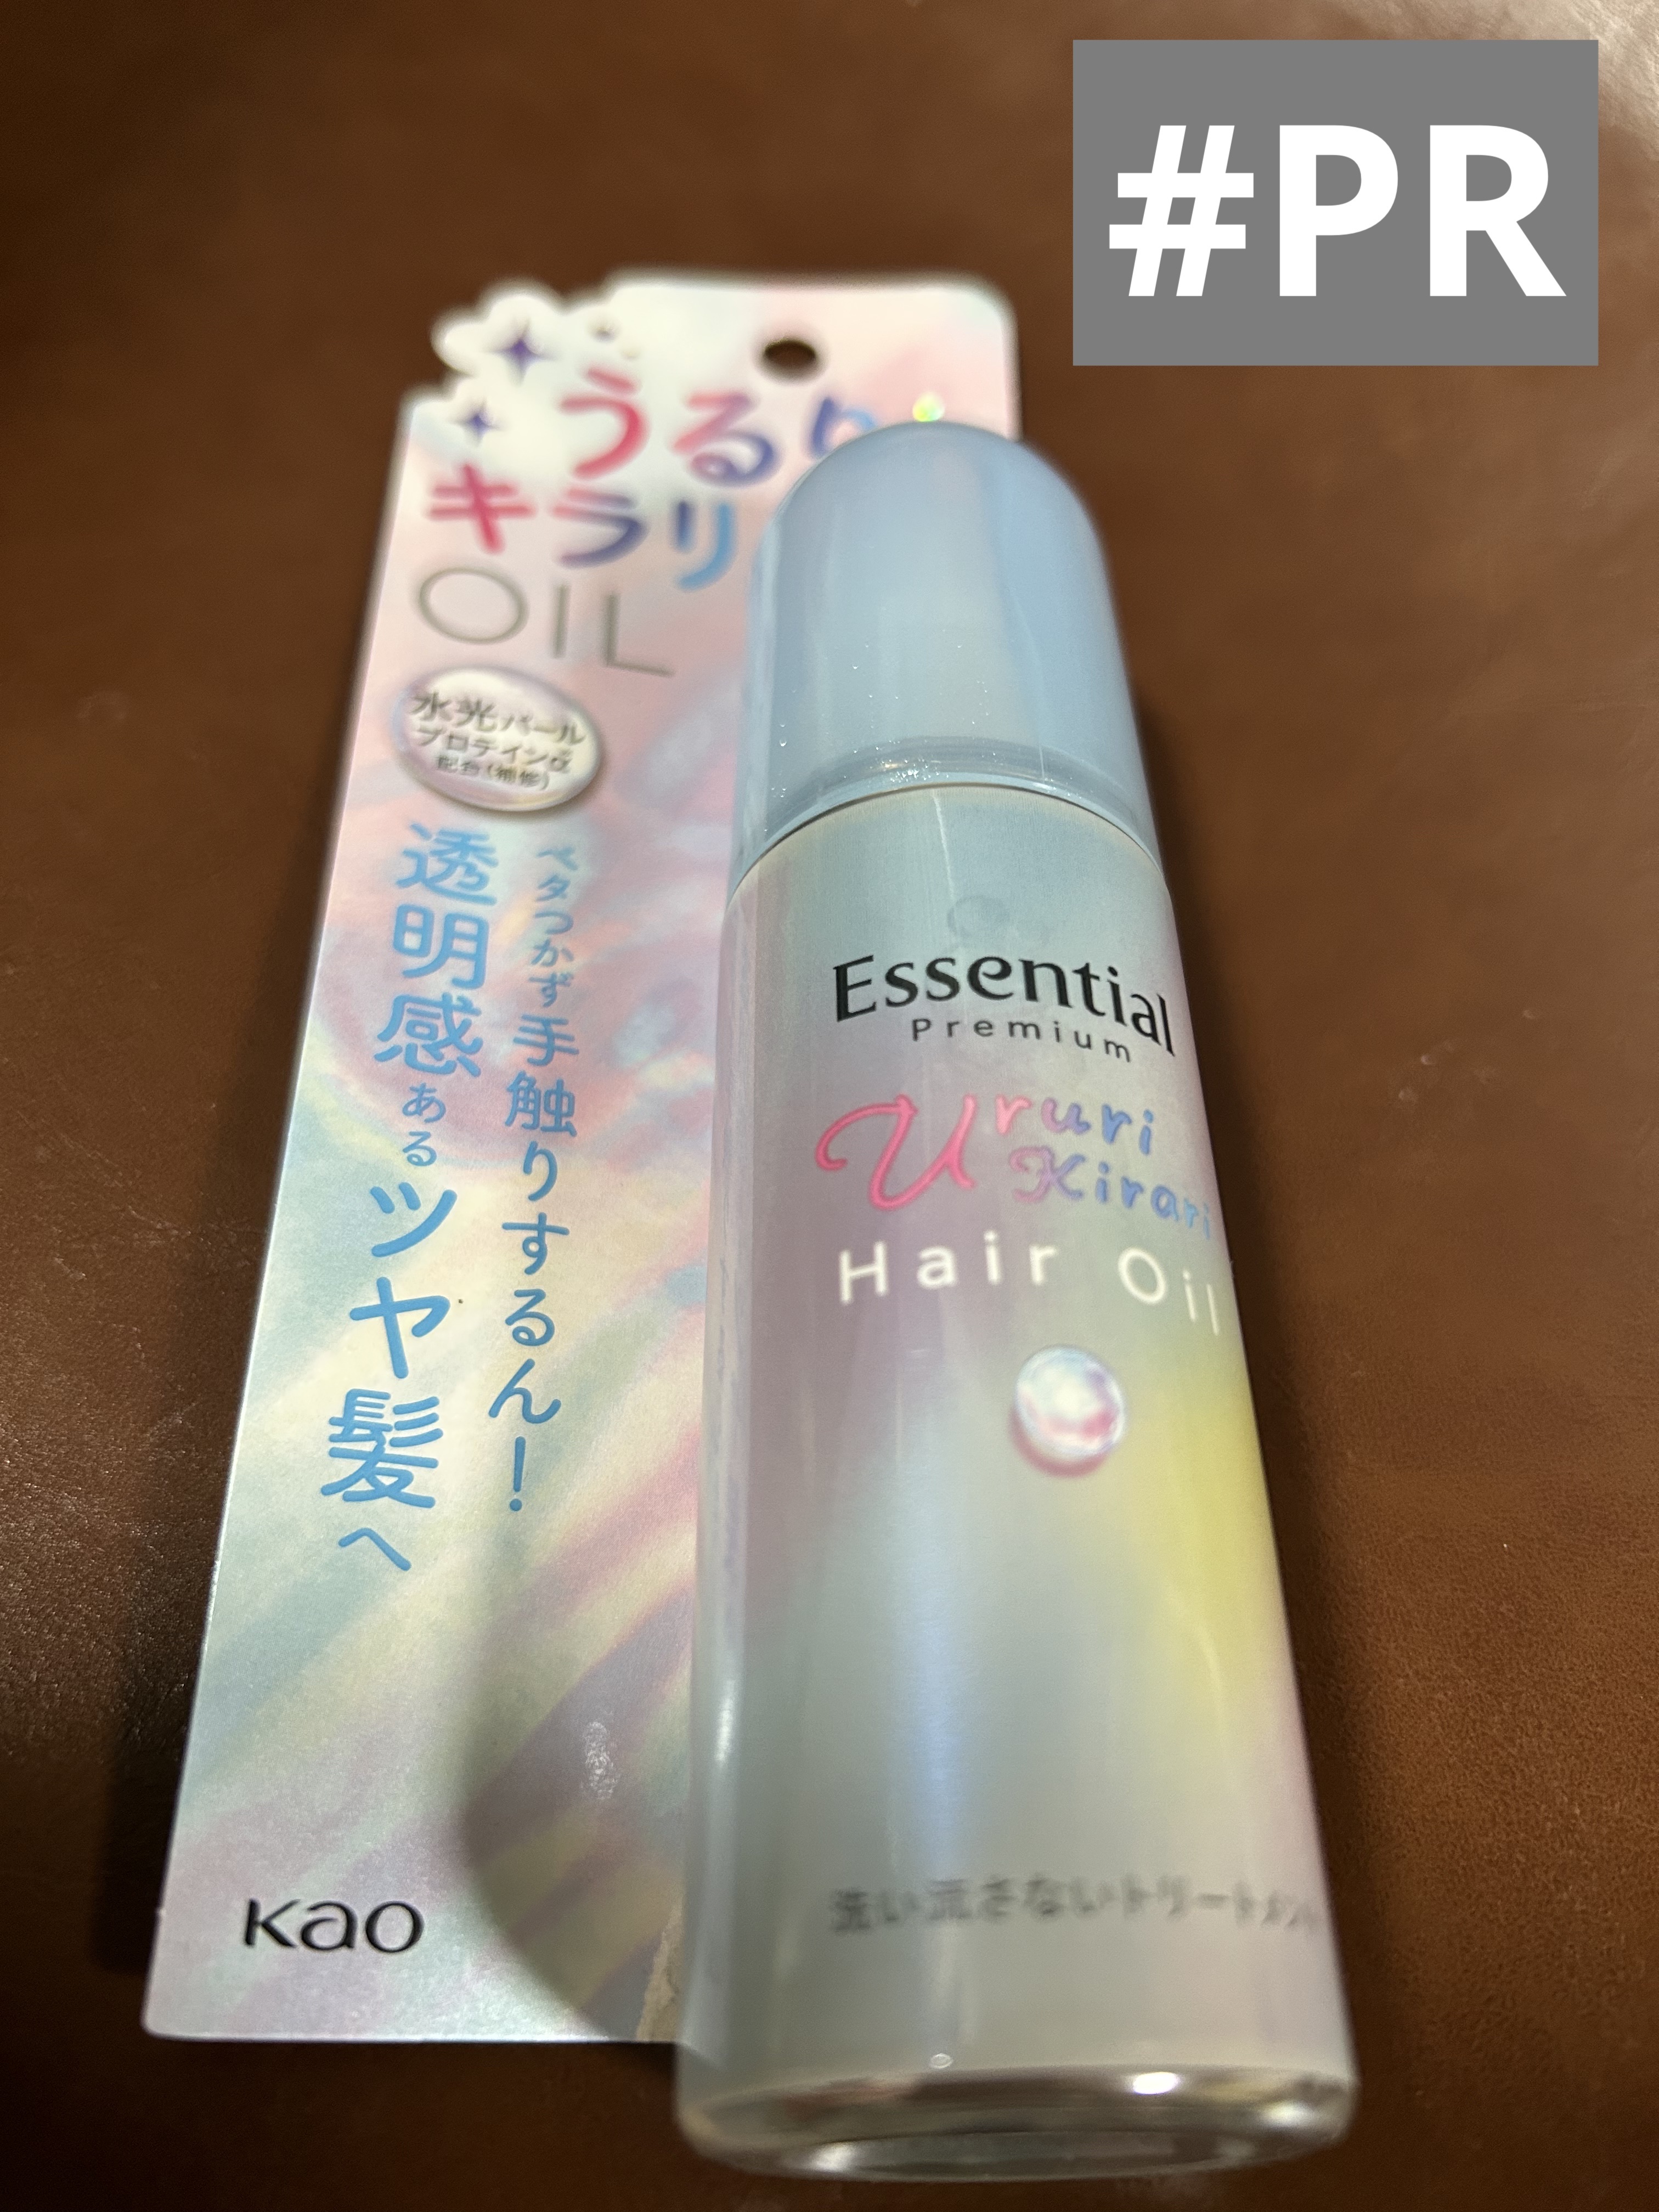 #PR
うるり
キラリ
OIL
水光パール
プロテインα
配合(補修)
ベタつかず手触りするん!
透明感あるツヤ髪へ
Kao
Essential
Premium
Ururi
Kirari
Hair Oil
洗い流さないトリートメント